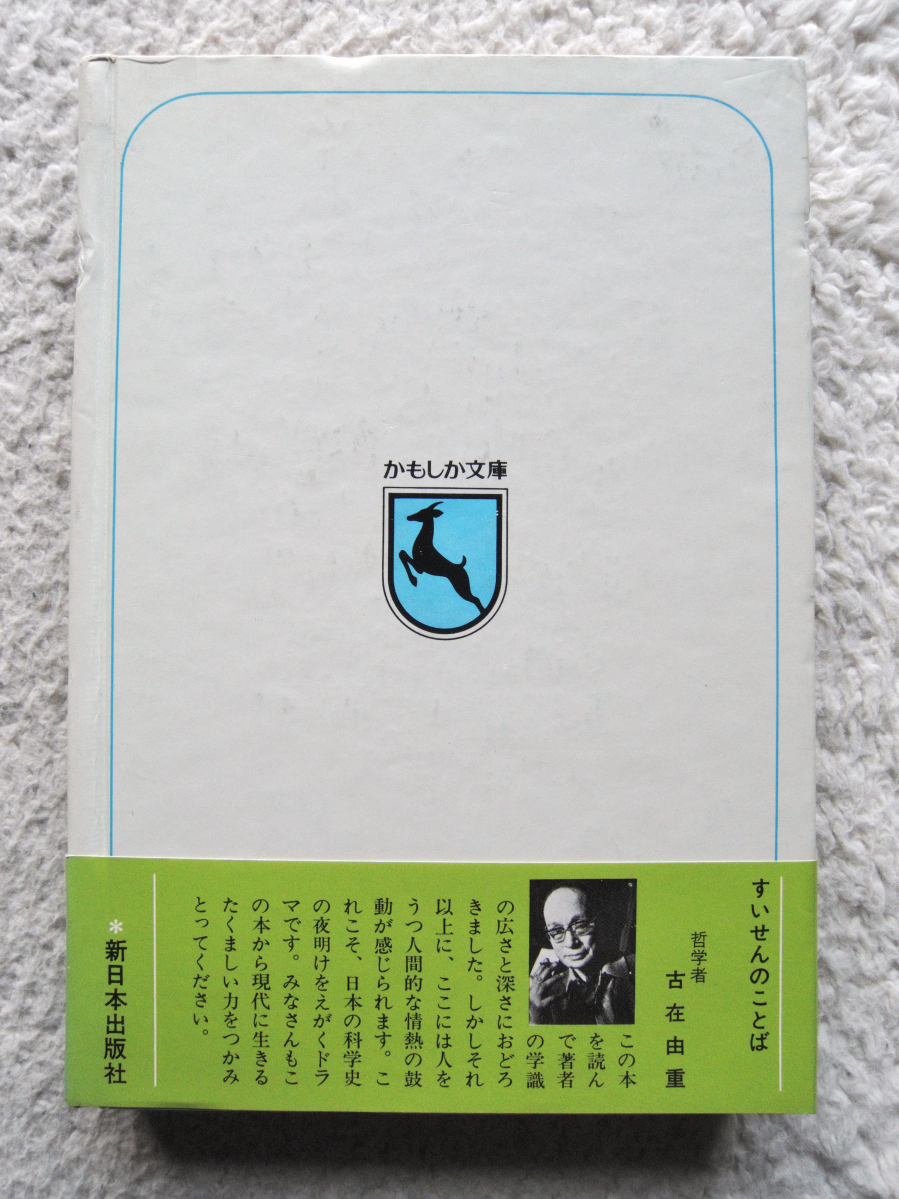 かもしか文庫
すいせんのことば
哲学者
古在由重
この本
を読ん
で著者
の学識
の広さと深さにおどろ
きました。しかしそれ
以上に、ここには人を
うつ人間的な情熱の鼓
動が感じられます。こ
れこそ、日本の科学史
の夜明けをえがくドラ
マです。みなさんもこ
の本から現代に生きる
たくましい力をつかみ
とってください。
*新日本出版社